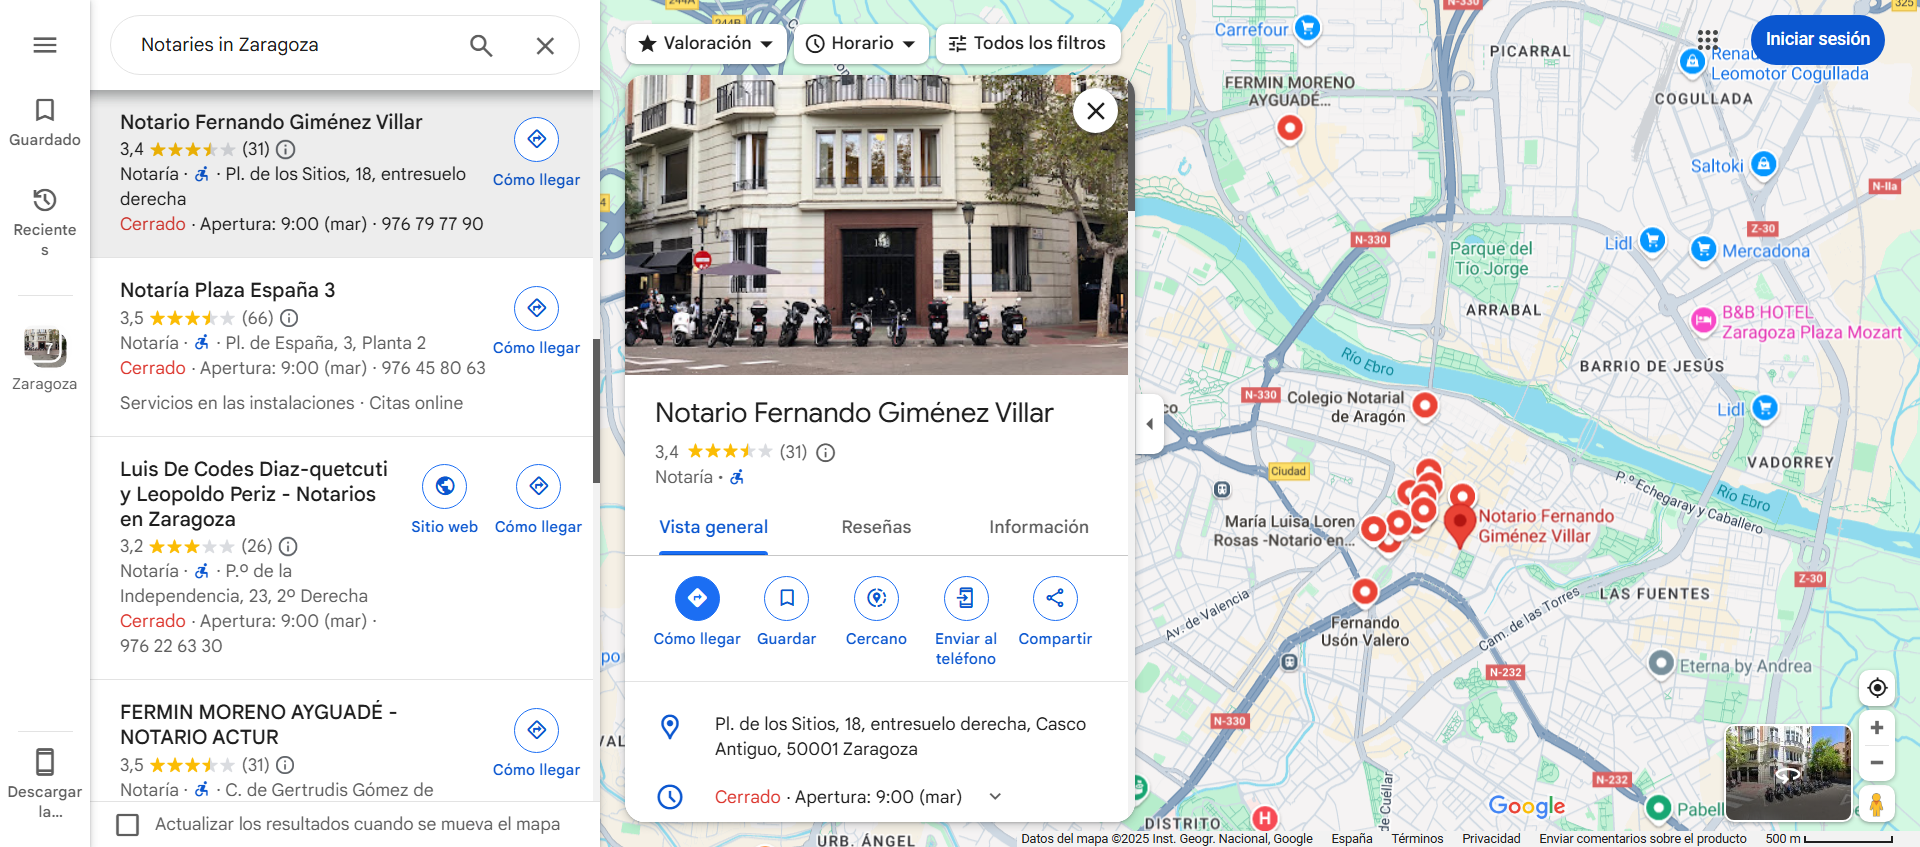 Guardado
Reciente
s
7
Zaragoza
Descargar
la...
Notaries in Zaragoza
Notario Fernando Giménez Villar
3,4 (31)
Notaría · · Pl. de los Sitios, 18, entresuelo
derecha
Cerrado · Apertura: 9:00 (mar) · 976 79 77 90
Cómo llegar
Notaría Plaza España 3
3,5 (66)
Notaría · · Pl. de España, 3, Planta 2
Cerrado · Apertura: 9:00 (mar) · 976 45 80 63
Servicios en las instalaciones · Citas online
Cómo llegar
Luis De Codes Diaz-quetcuti
y Leopoldo Periz - Notarios
en Zaragoza
3,2 (26)
Notaría · · P.º de la
Independencia, 23, 2º Derecha
Cerrado · Apertura: 9:00 (mar) ·
976 22 63 30
Sitio web
Cómo llegar
FERMIN MORENO AYGUADÉ -
NOTARIO ACTUR
3,5 (31)
Notaría · · C. de Gertrudis Gómez de
Cómo llegar
Actualizar los resultados cuando se mueva el mapa
Valoración
Horario
Todos los filtros
Notario Fernando Giménez Villar
3,4 (31)
Notaría ·
Vista general
Reseñas
Información
Cómo llegar
Guardar
Cercano
Enviar al
teléfono
Compartir
Pl. de los Sitios, 18, entresuelo derecha, Casco
Antiguo, 50001 Zaragoza
Cerrado · Apertura: 9:00 (mar)
Iniciar sesión
244A
244B
N-330
325
Carrefour
PICARRAL
Leomotor Cogullada
COGULLADA
FERMIN MORENO
AYGUADÉ...
Saltoki
N-IIa
N-330
Parque del
Tío Jorge
Lidl
Z-30
Mercadona
ARRABAL
B&B HOTEL
Zaragoza Plaza Mozart
Río Ebro
BARRIO DE JESÚS
N-330
Colegio Notarial
de Aragón
Lidl
Ciudad
VADORREY
P.º Echegaray y Caballero
Río Ebro
María Luisa Loren
Rosas -Notario en...
Notario Fernando
Giménez Villar
Z-30
LAS FUENTES
Av. de Valencia
Cam. de las Torres
Fernando
Usón Valero
N-232
Eterna by Andrea
N-330
N-232
Google
DISTRITO
URB. ÁNGEL
H
Datos del mapa ©2025 Inst. Geogr. Nacional, Google
España
Términos
Privacidad
Enviar comentarios sobre el producto
500 m